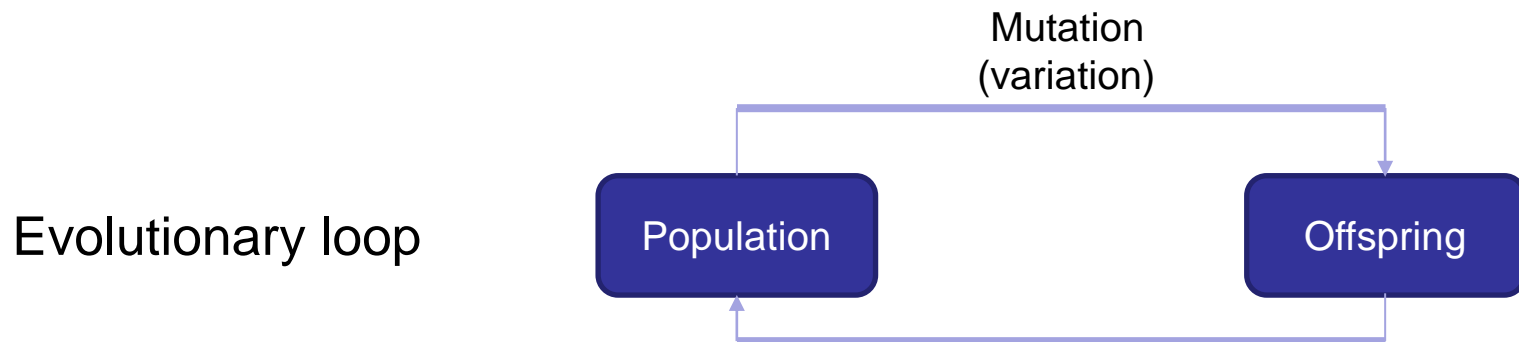 Mutation
(variation)
Evolutionary loop
Population
Offspring